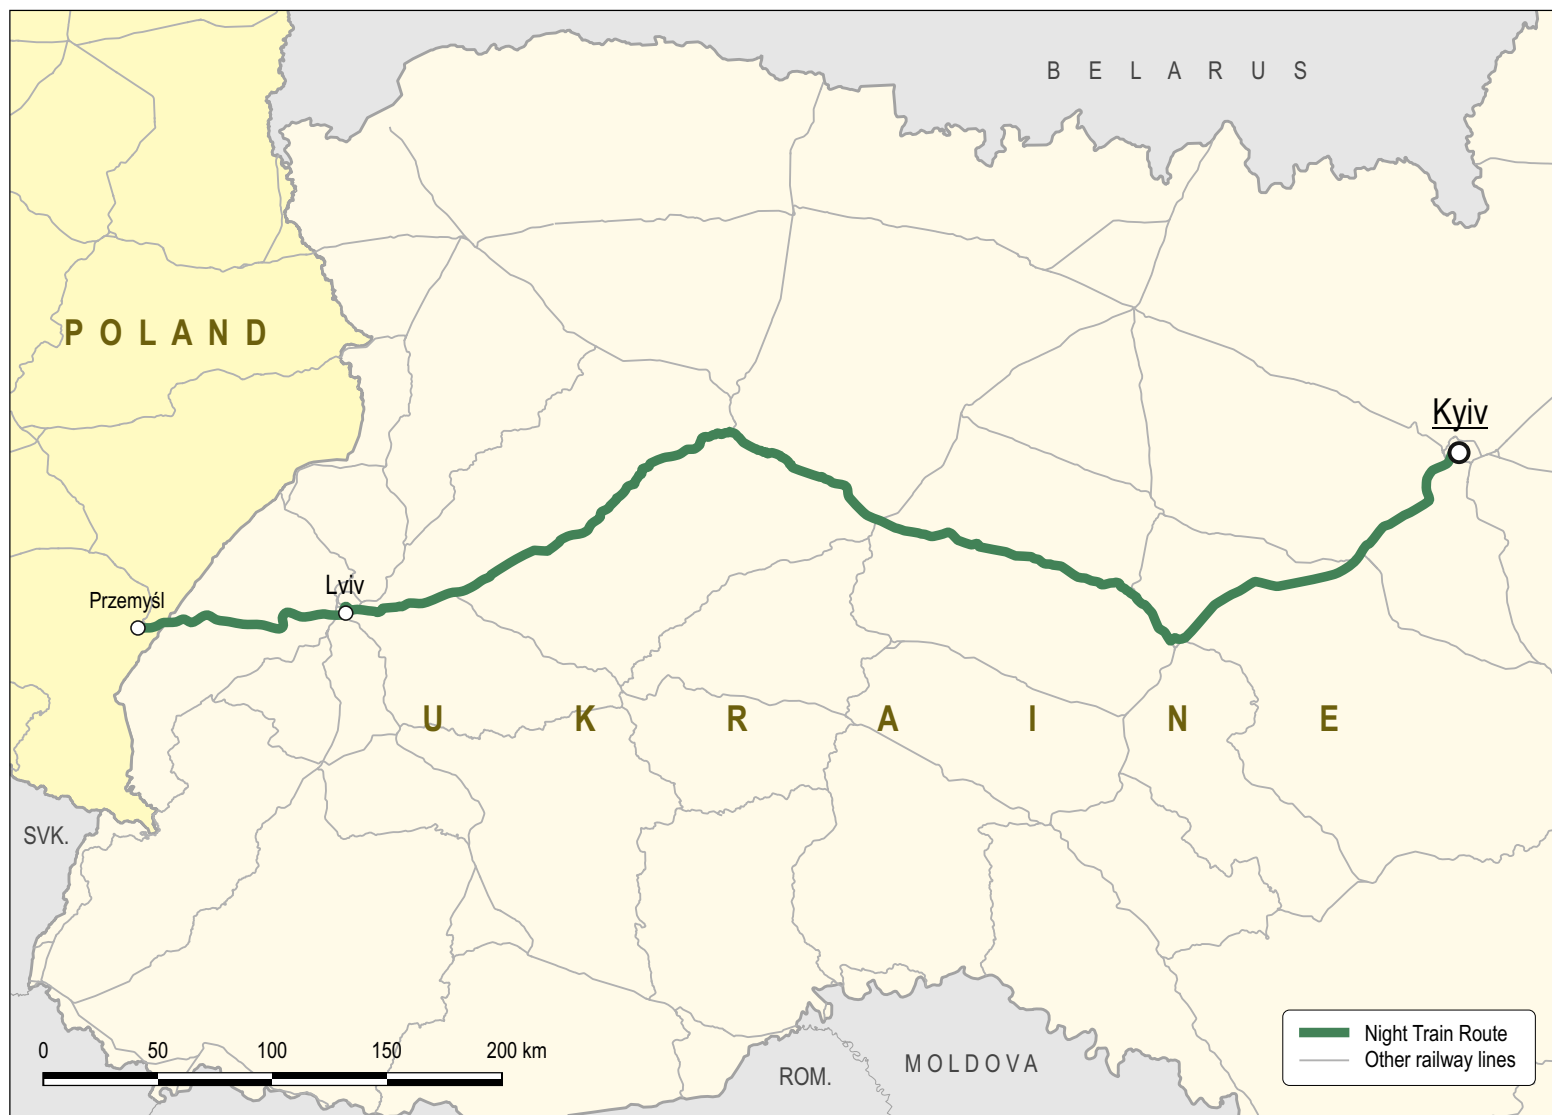 B E L A R U S
P O L A N D
Kyiv
Lviv
Przemyśl
U K R A I N E
SVK.
0 50 100 150 200 km
ROM.
MOLDOVA
Night Train Route
Other railway lines